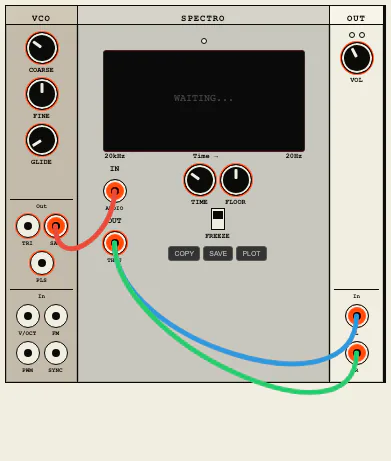 VCO
COARSE
FINE
GLIDE
Out
TRI
PLS
In
V/OCT FM
PWM SYNC
SPECTRO
WAITING...
20kHz Time → 20Hz
IN
AUDIO
OUT
TIME FLOOR
FREEZE
COPY SAVE PLOT
OUT
VOL
In